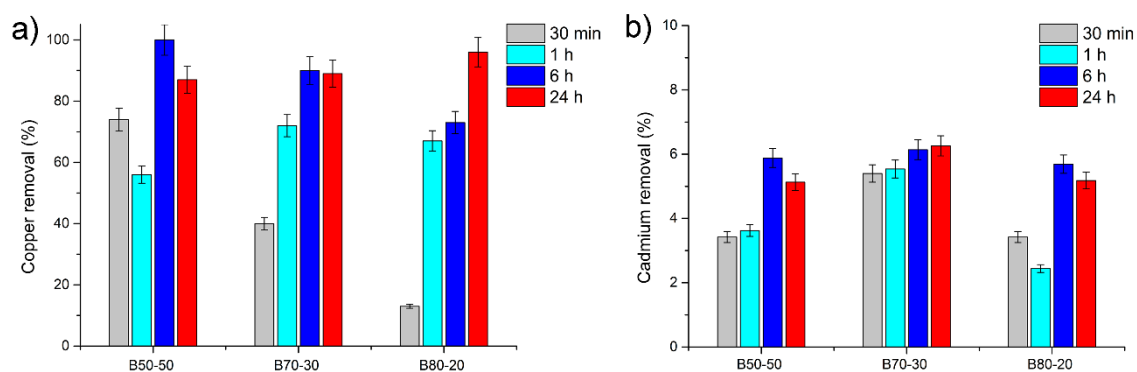 a)
Copper removal (%)
100
80
60
40
20
0
30 min
1 h
6 h
24 h
B50-50 B70-30 B80-20
b)
Cadmium removal (%)
10
8
6
4
2
0
30 min
1 h
6 h
24 h
B50-50 B70-30 B80-20